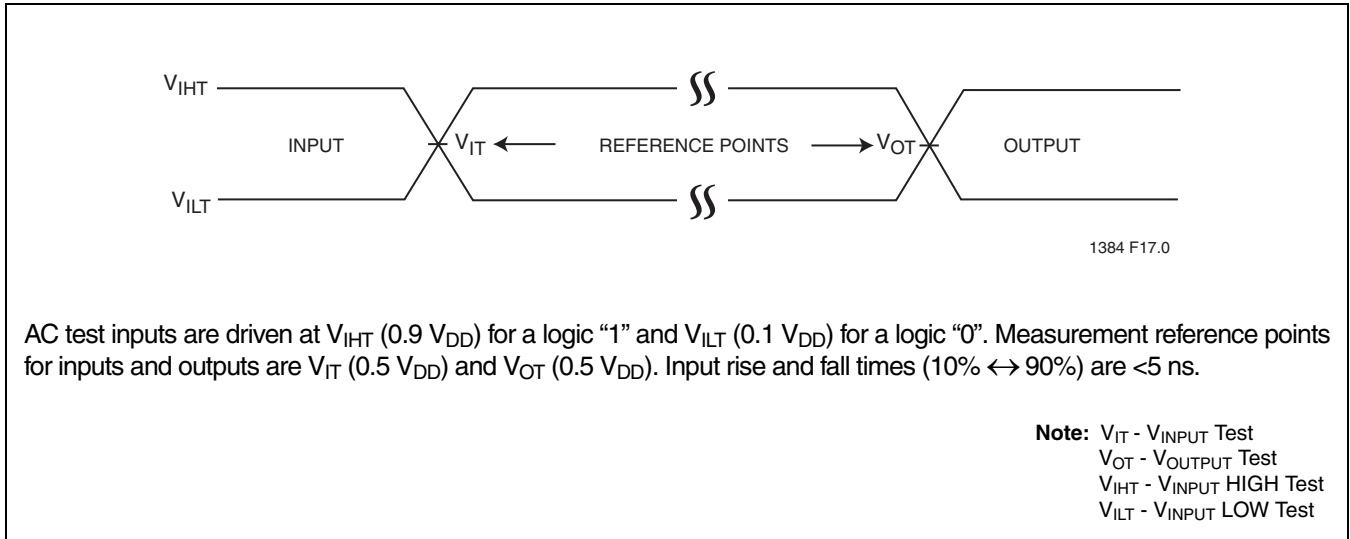 VIHT
INPUT
VIT
REFERENCE POINTS
VOT
OUTPUT
VILT
1384 F17.0
AC test inputs are driven at VIHT (0.9 VDD) for a logic “1” and VILT (0.1 VDD) for a logic “0”. Measurement reference points
for inputs and outputs are VIT (0.5 VDD) and VOT (0.5 VDD). Input rise and fall times (10% ↔ 90%) are <5 ns.
Note: VIT - VINPUT Test
VOT - VOUTPUT Test
VIHT - VINPUT HIGH Test
VILT - VINPUT LOW Test